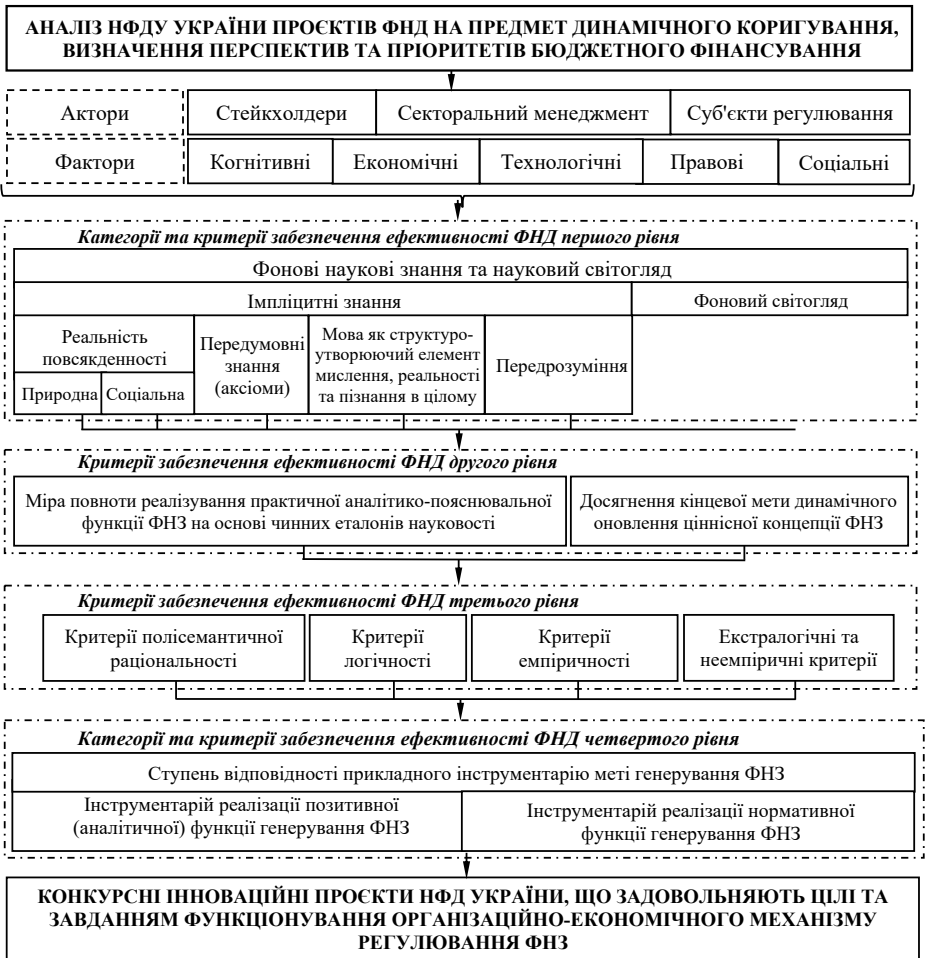 АНАЛІЗ НФДУ УКРАЇНИ ПРОЄКТІВ ФНД НА ПРЕДМЕТ ДИНАМІЧНОГО КОРИГУВАННЯ,
ВИЗНАЧЕННЯ ПЕРСПЕКТИВ ТА ПРІОРИТЕТІВ БЮДЖЕТНОГО ФІНАНСУВАННЯ
Актори
Стейкхолдери
Секторальний менеджмент
Суб'єкти регулювання
Фактори
Когнітивні
Економічні
Технологічні
Правові
Соціальні
Категорії та критерії забезпечення ефективності ФНД першого рівня
Фонові наукові знання та науковий світогляд
Імпліцитні знання
Фоновий світогляд
Реальність
повсякденності
Природна
Соціальна
Передумовні
знання
(аксіоми)
Мова як структуро-
утворюючий елемент
мислення, реальності
та пізнання в цілому
Передрозуміння
Критерії забезпечення ефективності ФНД другого рівня
Міра повноти реалізування практичної аналітико-пояснювальної
функції ФНЗ на основі чинних еталонів науковості
Досягнення кінцевої мети динамічного
оновлення ціннісної концепції ФНЗ
Критерії забезпечення ефективності ФНД третього рівня
Критерії полісемантичної
раціональності
Критерії
логічності
Критерії
емпіричності
Екстралогічні та
неемпіричні критерії
Категорії та критерії забезпечення ефективності ФНД четвертого рівня
Ступень відповідності прикладного інструментарію меті генерування ФНЗ
Інструментарій реалізації позитивної
(аналітичної) функції генерування ФНЗ
Інструментарій реалізації нормативної
функції генерування ФНЗ
КОНКУРСНІ ІННОВАЦІЙНІ ПРОЄКТИ НФД УКРАЇНИ, ЩО ЗАДОВОЛЬНЯЮТЬ ЦІЛІ ТА
ЗАВДАННЯМ ФУНКЦІОНУВАННЯ ОРГАНІЗАЦІЙНО-ЕКОНОМІЧНОГО МЕХАНІЗМУ
РЕГУЛЮВАННЯ ФНЗ